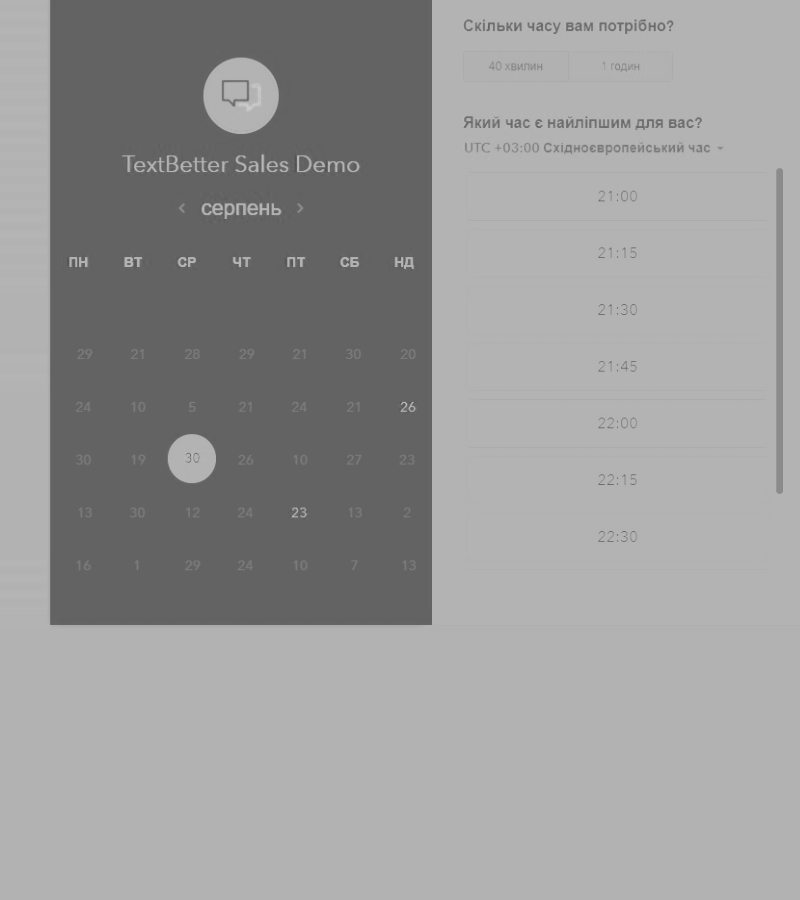 TextBetter Sales Demo
серпень
ПН ВТ СР ЧТ ПТ СБ НД
29 21 28 29 21 30 20
24 10 5 21 24 21 26
30 19 30 26 10 27 23
13 30 12 24 23 13 2
16 1 29 24 10 7 13
Скільки часу вам потрібно?
40 хвилин 1 годин
Який час є найліпшим для вас?
UTC +03:00 Східноєвропейський час
21:00
21:15
21:30
21:45
22:00
22:15
22:30